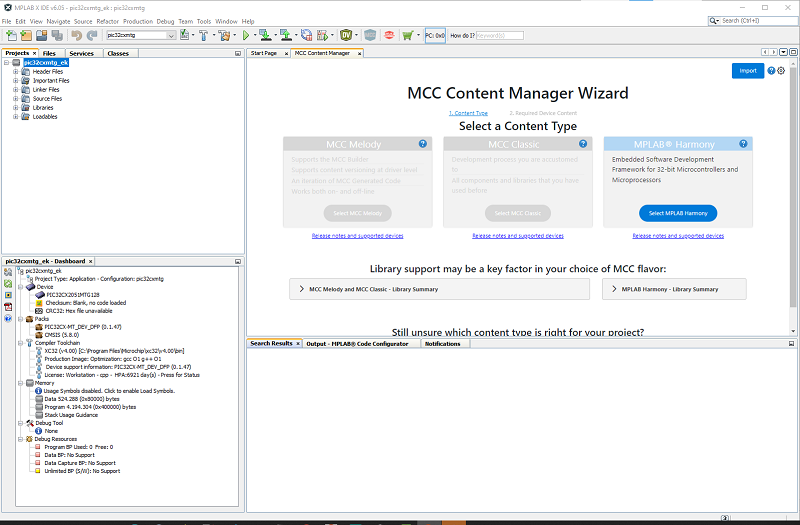 MPLAB X IDE v6.05 - pic32cxmtg_ek : pic32cxmtg
File Edit View Navigate Source Refactor Production Debug Team Tools Window Help
Search (Ctrl+I)
pic32cxmtg
PC: 0x0
How do I?
Keyword(s)
Projects
Files
Services
Classes
pic32cxmtg_ek
Header Files
Important Files
Linker Files
Source Files
Libraries
Loadables
pic32cxmtg_ek - Dashboard
pic32cxmtg_ek
Project Type: Application - Configuration: pic32cxmtg
Device
PIC32CX2051MTG128
Checksum: Blank, no code loaded
CRC32: Hex file unavailable
Packs
PIC32CX-MT_DEV_DFP (0.1.47)
CMSIS (5.8.0)
Compiler Toolchain
XC32 (v4.00) [C:\Program Files\Microchip\xc32\v4.00\bin]
Production Image: Optimization: gcc O1 g++ O1
Device support information: PIC32CX-MT_DEV_DFP (0.1.47)
License: Workstation - cpp - HPA:6921 day(s) - Press for Status
Memory
Usage Symbols disabled. Click to enable Load Symbols.
Data 524.288 (0x80000) bytes
Program 4.194.304 (0x400000) bytes
Stack Usage Guidance
Debug Tool
None
Debug Resources
Program BP Used: 0 Free: 0
Data BP: No Support
Data Capture BP: No Support
Unlimited BP (S/W): No Support
Start Page
MCC Content Manager
Import
MCC Content Manager Wizard
1. Content Type
2. Required Device Content
Select a Content Type
MCC Melody
Supports the MCC Builder
Supports content versioning at driver level
An iteration of MCC Generated Code
Works both on- and off-line
Select MCC Melody
Release notes and supported devices
MCC Classic
Development process you are accustomed
to
All components and libraries that you have
used before
Select MCC Classic
Release notes and supported devices
MPLAB® Harmony
Embedded Software Development
Framework for 32-bit Microcontrollers and
Microprocessors
Select MPLAB Harmony
Release notes and supported devices
Library support may be a key factor in your choice of MCC flavor:
MCC Melody and MCC Classic - Library Summary
MPLAB Harmony - Library Summary
Still unsure which content type is right for your project?
Search Results
Output - MPLAB® Code Configurator
Notifications